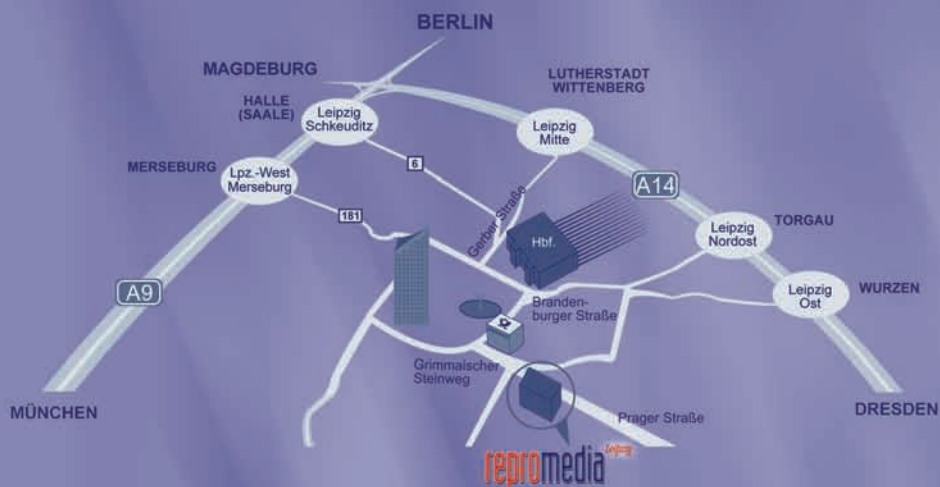 BERLIN
MAGDEBURG
LUTHERSTADT
WITTENBERG
HALLE
(SAALE)
Leipzig
Schkeuditz
Leipzig
Mitte
MERSEBURG
Lpz.-West
Merseburg
6
A14
181
Gerber Straße
Hbf.
Leipzig
Nordost
TORGAU
A9
Leipzig
Ost
WURZEN
Branden-
burger Straße
Grimmaischer
Steinweg
MÜNCHEN
Prager Straße
DRESDEN
repromedia Leipzig